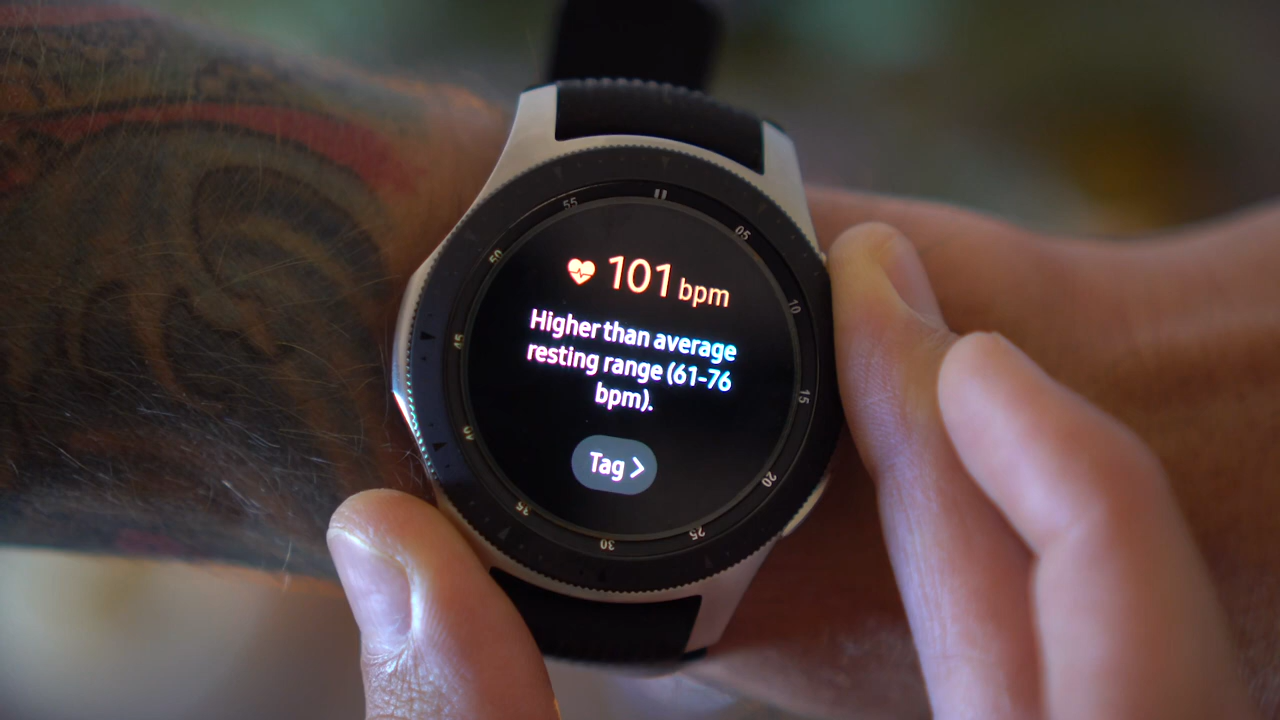 101 bpm
Higher than average
resting range (61-76
bpm).
Tag >
05
10
15
20
25
30
35
40
45
50
55